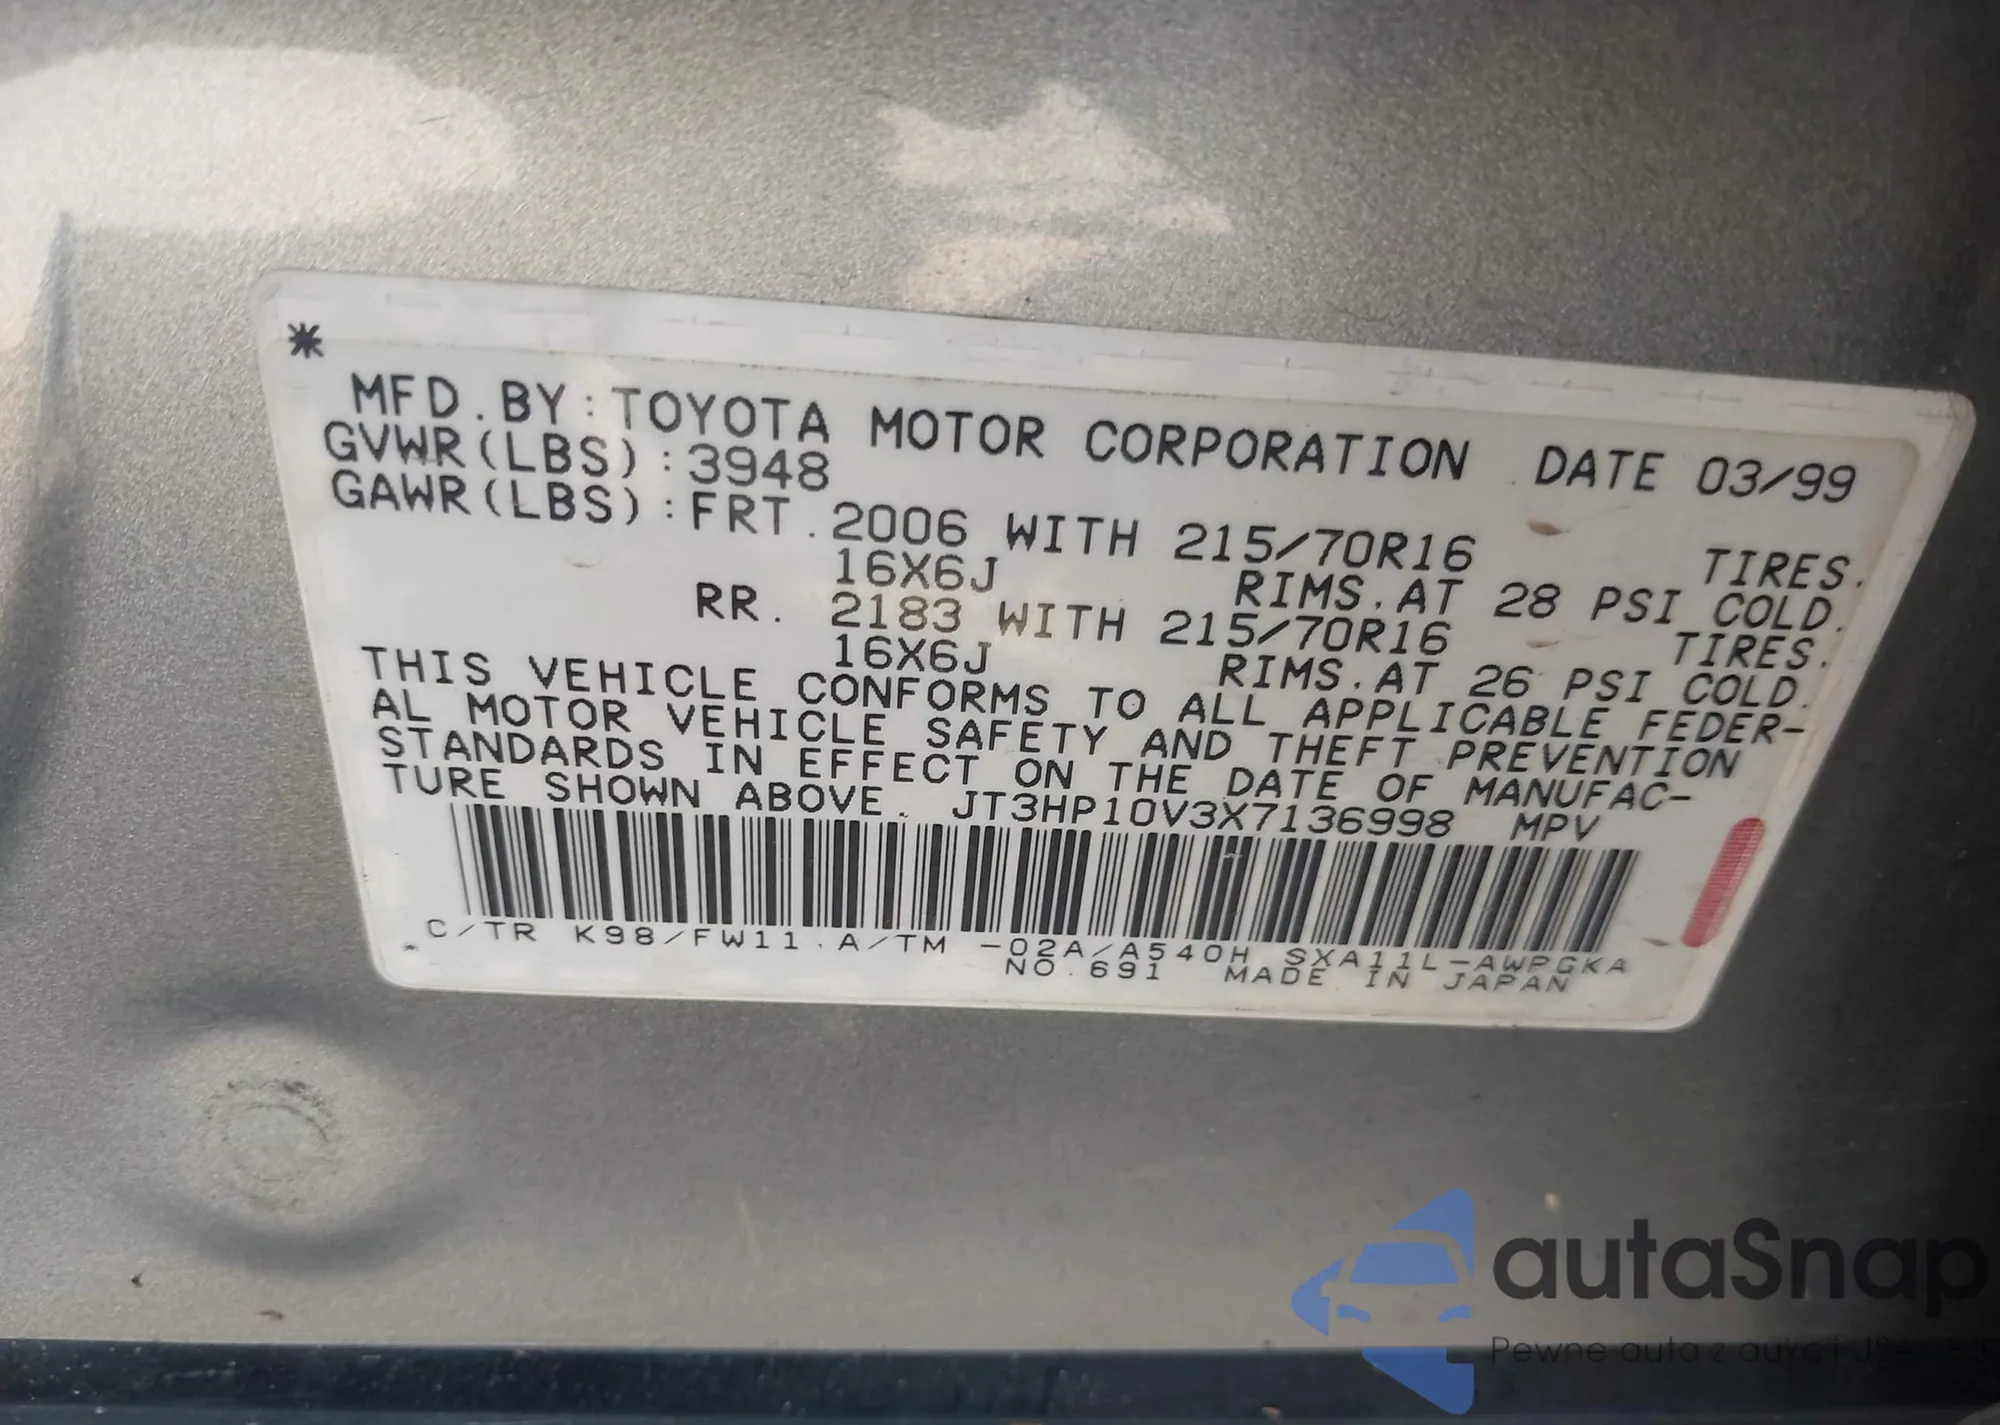 *
MFD.BY:TOYOTA MOTOR CORPORATION DATE 03/99
GVWR(LBS):3948
GAWR(LBS):FRT.2006 WITH 215/70R16 TIRES.
16X6J RIMS.AT 28 PSI COLD.
RR. 2183 WITH 215/70R16 TIRES.
16X6J RIMS.AT 26 PSI COLD.
THIS VEHICLE CONFORMS TO ALL APPLICABLE FEDER-
AL MOTOR VEHICLE SAFETY AND THEFT PREVENTION
STANDARDS IN EFFECT ON THE DATE OF MANUFAC-
TURE SHOWN ABOVE. JT3HP10V3X7136998 MPV
C/TR K98/FW11.A/TM -02A/A540H SXA11L-AWPGKA
NO.691 MADE IN JAPAN
autaSnap
Pewne auta z aukcji USA